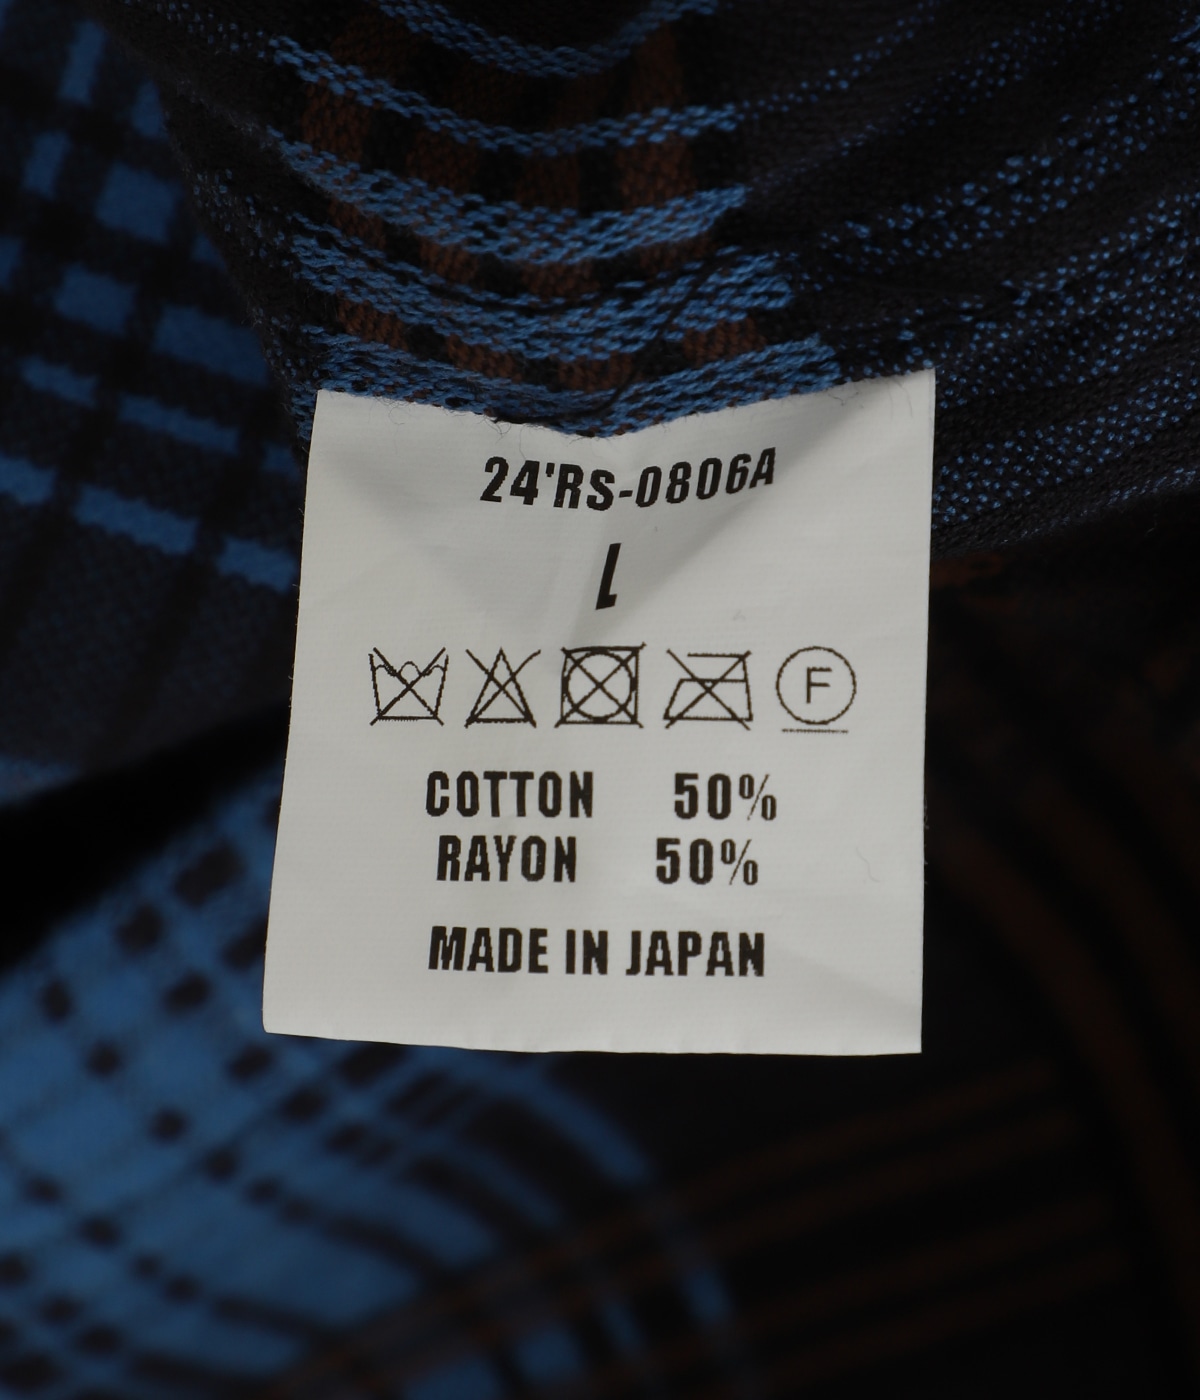 24'RS-0806A
L
F
COTTON 50%
RAYON 50%
MADE IN JAPAN